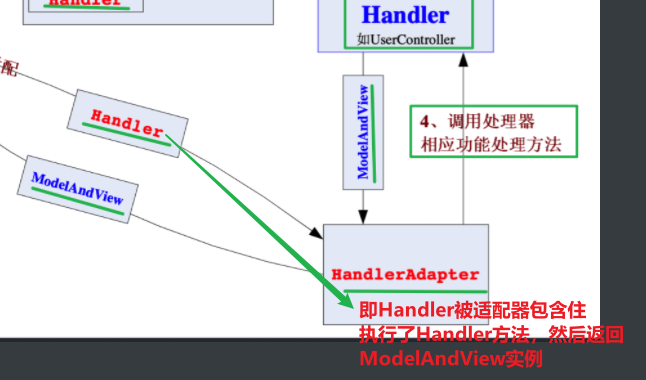 Handler
Handler
如UserController
配
Handler
ModelAndView
ModelAndView
4、调用处理器
相应功能处理方法
HandlerAdapter
即Handler被适配器包含住
执行了Handler方法，然后返回
ModelAndView实例